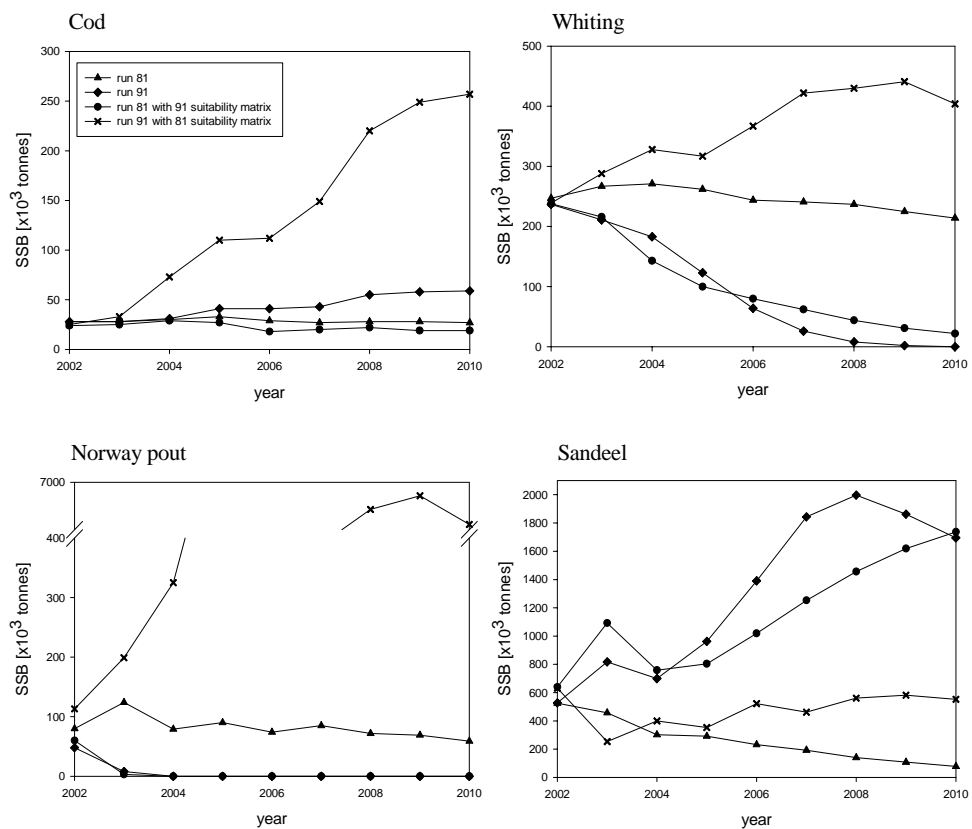 Cod
300
250
200
150
100
50
0
SSB [x10³ tonnes]
run 81
run 91
run 81 with 91 suitability matrix
run 91 with 81 suitability matrix
2002 2004 2006 2008 2010
year
Whiting
500
400
300
200
100
0
SSB [x10³ tonnes]
2002 2004 2006 2008 2010
year
Norway pout
7000
400
300
200
100
0
SSB [x10³ tonnes]
2002 2004 2006 2008 2010
year
Sandeel
2000
1800
1600
1400
1200
1000
800
600
400
200
0
SSB [x10³ tonnes]
2002 2004 2006 2008 2010
year